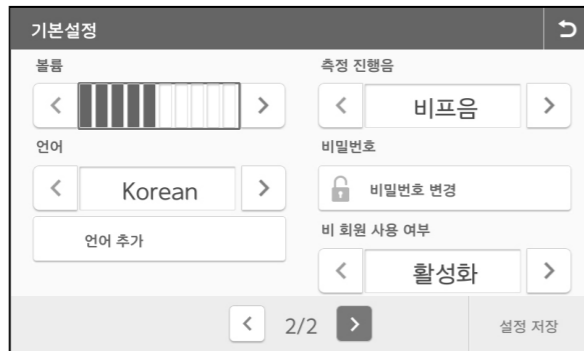 기본설정
볼륨
측정 진행음
비프음
언어
비밀번호
Korean
비밀번호 변경
언어 추가
비 회원 사용 여부
활성화
2/2
설정 저장